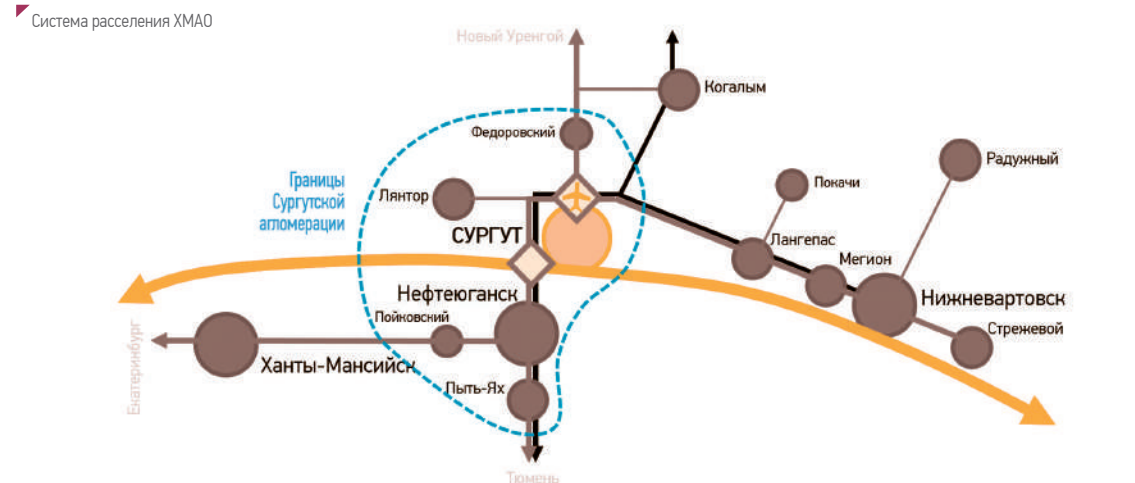 Система расселения ХМАО
Новый Уренгой
Когалым
Федоровский
Радужный
Границы
Сургутской
агломерации
Лянтор
Покачи
СУРГУТ
Лангепас
Мегион
Нефтеюганск
Нижневартовск
Пойковский
Стрежевой
Екатеринбург
Ханты-Мансийск
Пыть-Ях
Тюмень